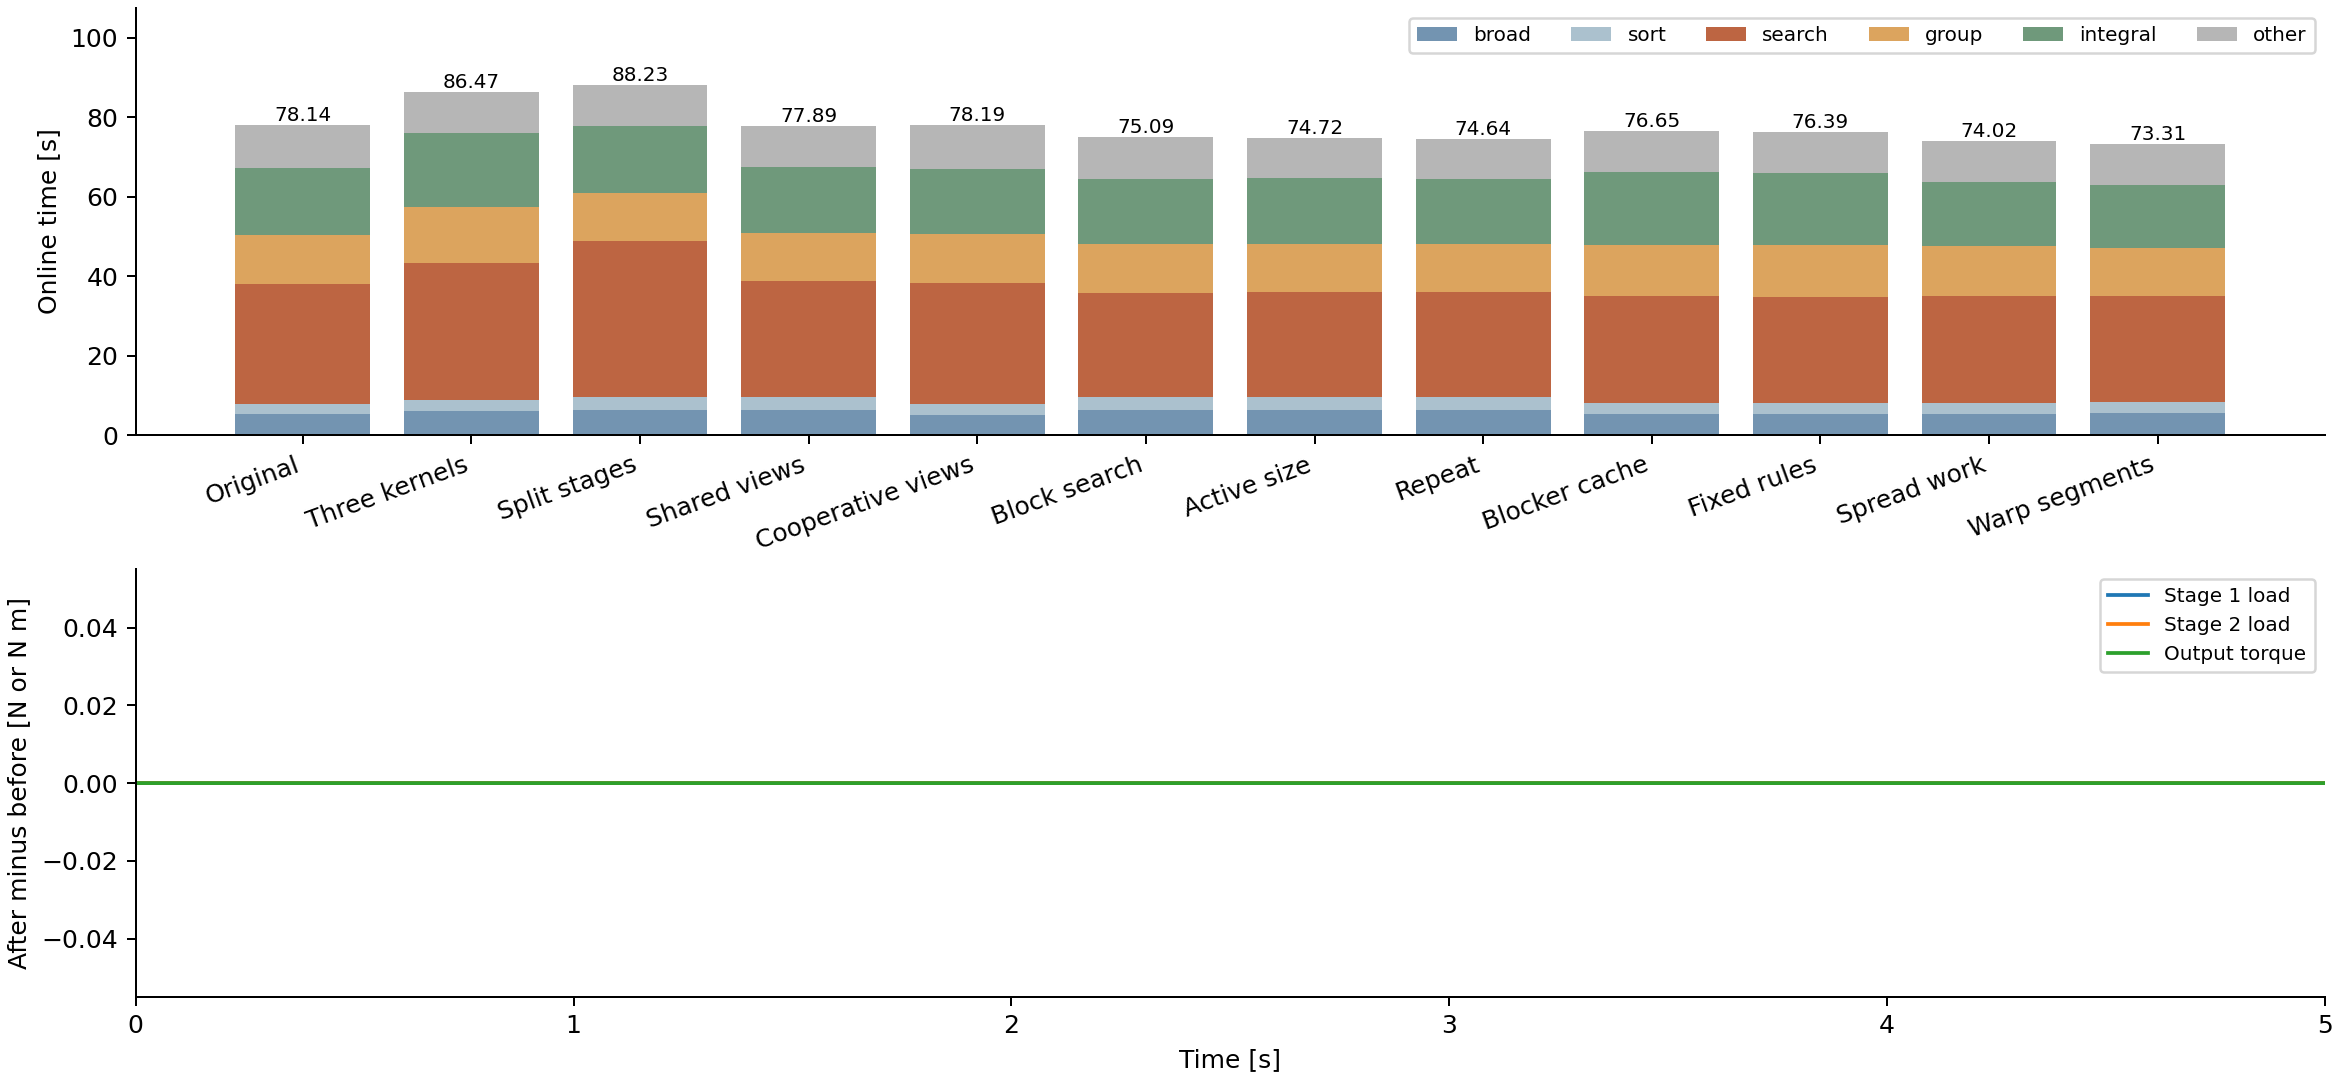 Online time [s]
100
80
60
40
20
0
broad sort search group integral other
78.14 86.47 88.23 77.89 78.19 75.09 74.72 74.64 76.65 76.39 74.02 73.31
Original Three kernels Split stages Shared views Cooperative views Block search Active size Repeat Blocker cache Fixed rules Spread work Warp segments
After minus before [N or N m]
0.04
0.02
0.00
−0.02
−0.04
Stage 1 load
Stage 2 load
Output torque
0 1 2 3 4 5
Time [s]